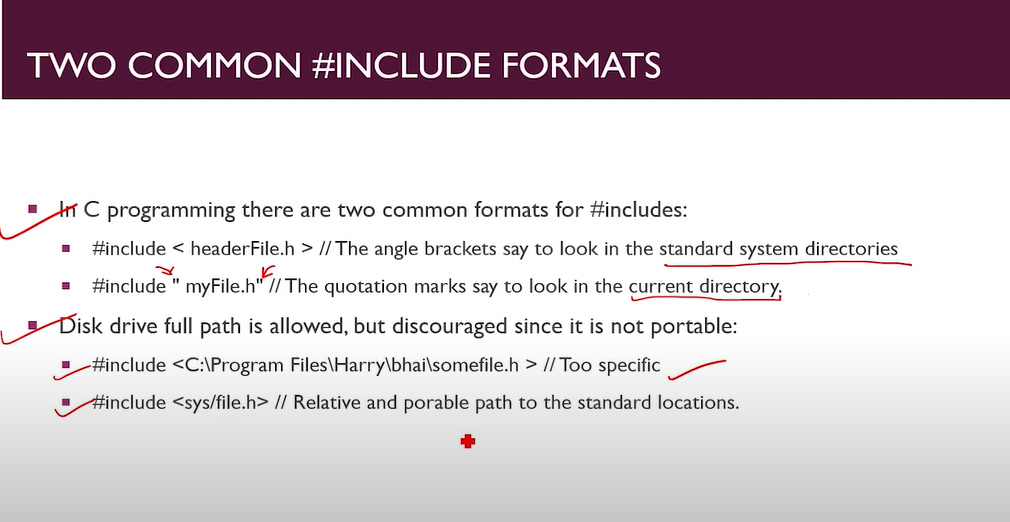 TWO COMMON #INCLUDE FORMATS
In C programming there are two common formats for #includes:
#include < headerFile.h > // The angle brackets say to look in the standard system directories
#include " myFile.h" // The quotation marks say to look in the current directory.
Disk drive full path is allowed, but discouraged since it is not portable:
#include <C:\Program Files\Harry\bhai\somefile.h > // Too specific
#include <sys/file.h> // Relative and porable path to the standard locations.